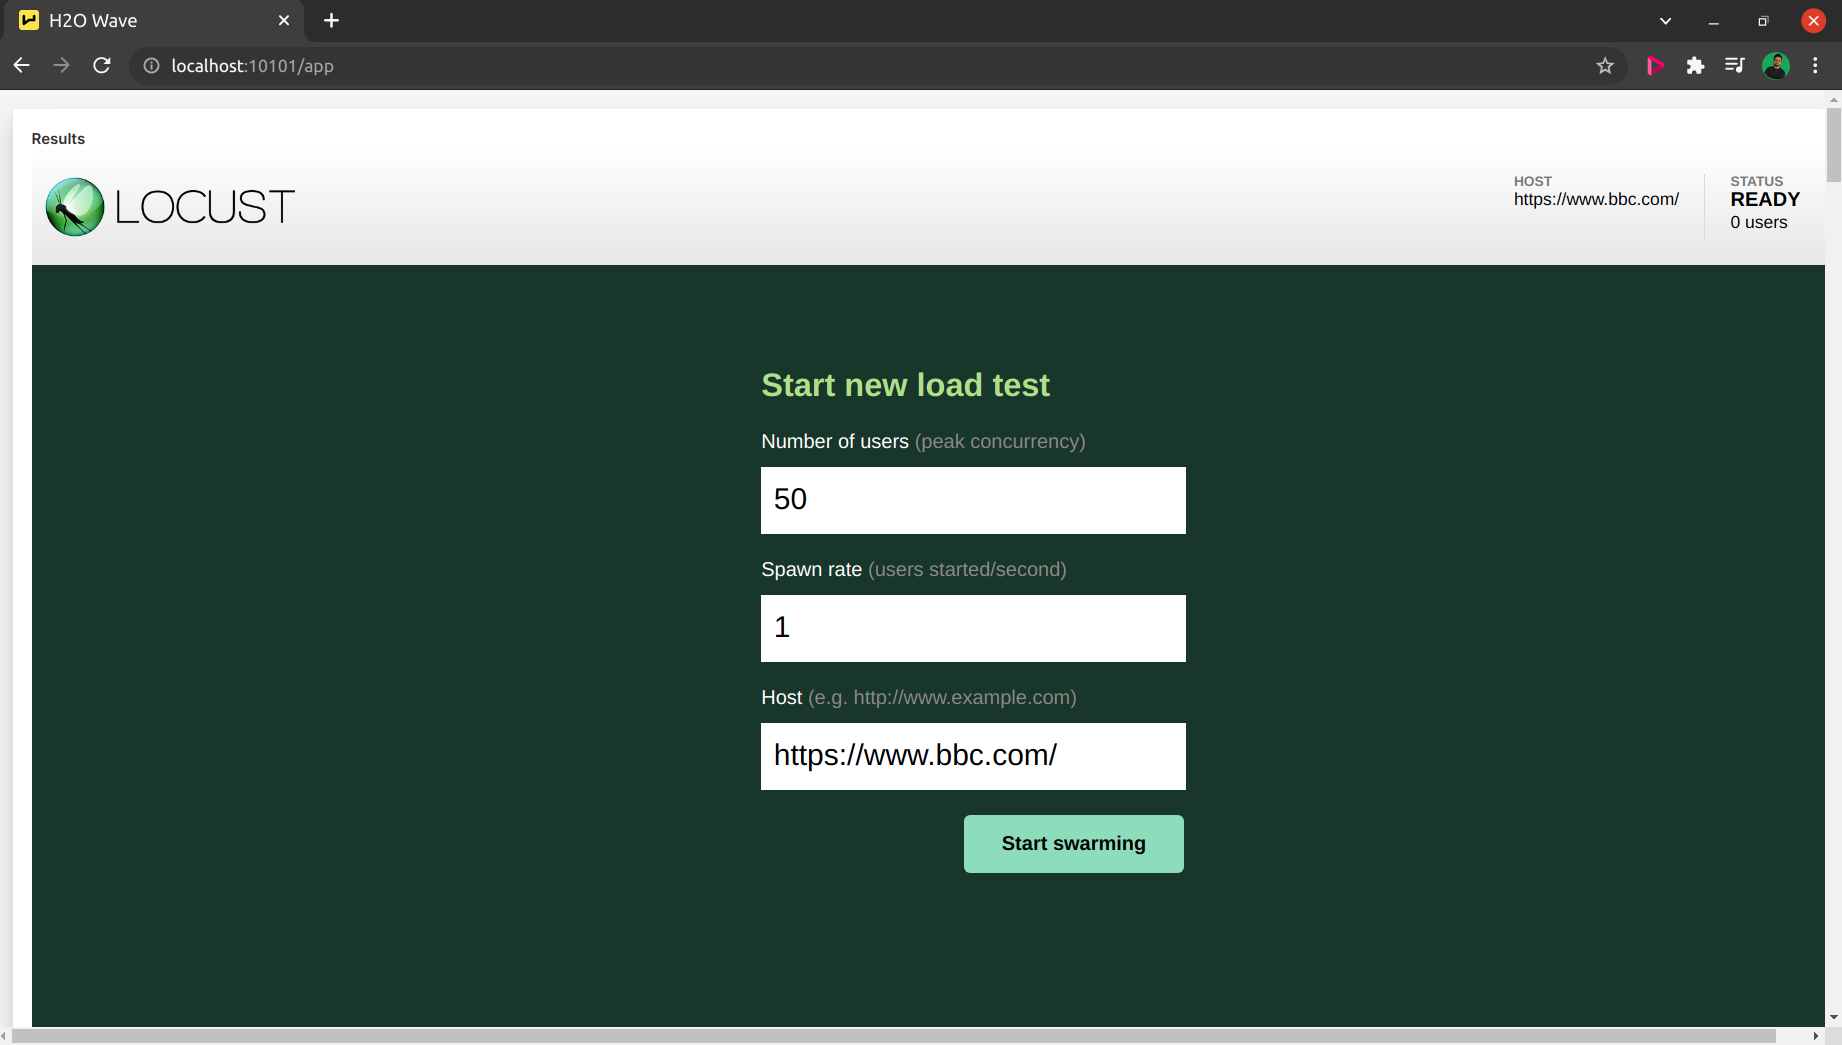 H2O Wave
localhost:10101/app
Results
LOCUST
HOST
https://www.bbc.com/
STATUS
READY
0 users
Start new load test
Number of users (peak concurrency)
50
Spawn rate (users started/second)
1
Host (e.g. http://www.example.com)
https://www.bbc.com/
Start swarming